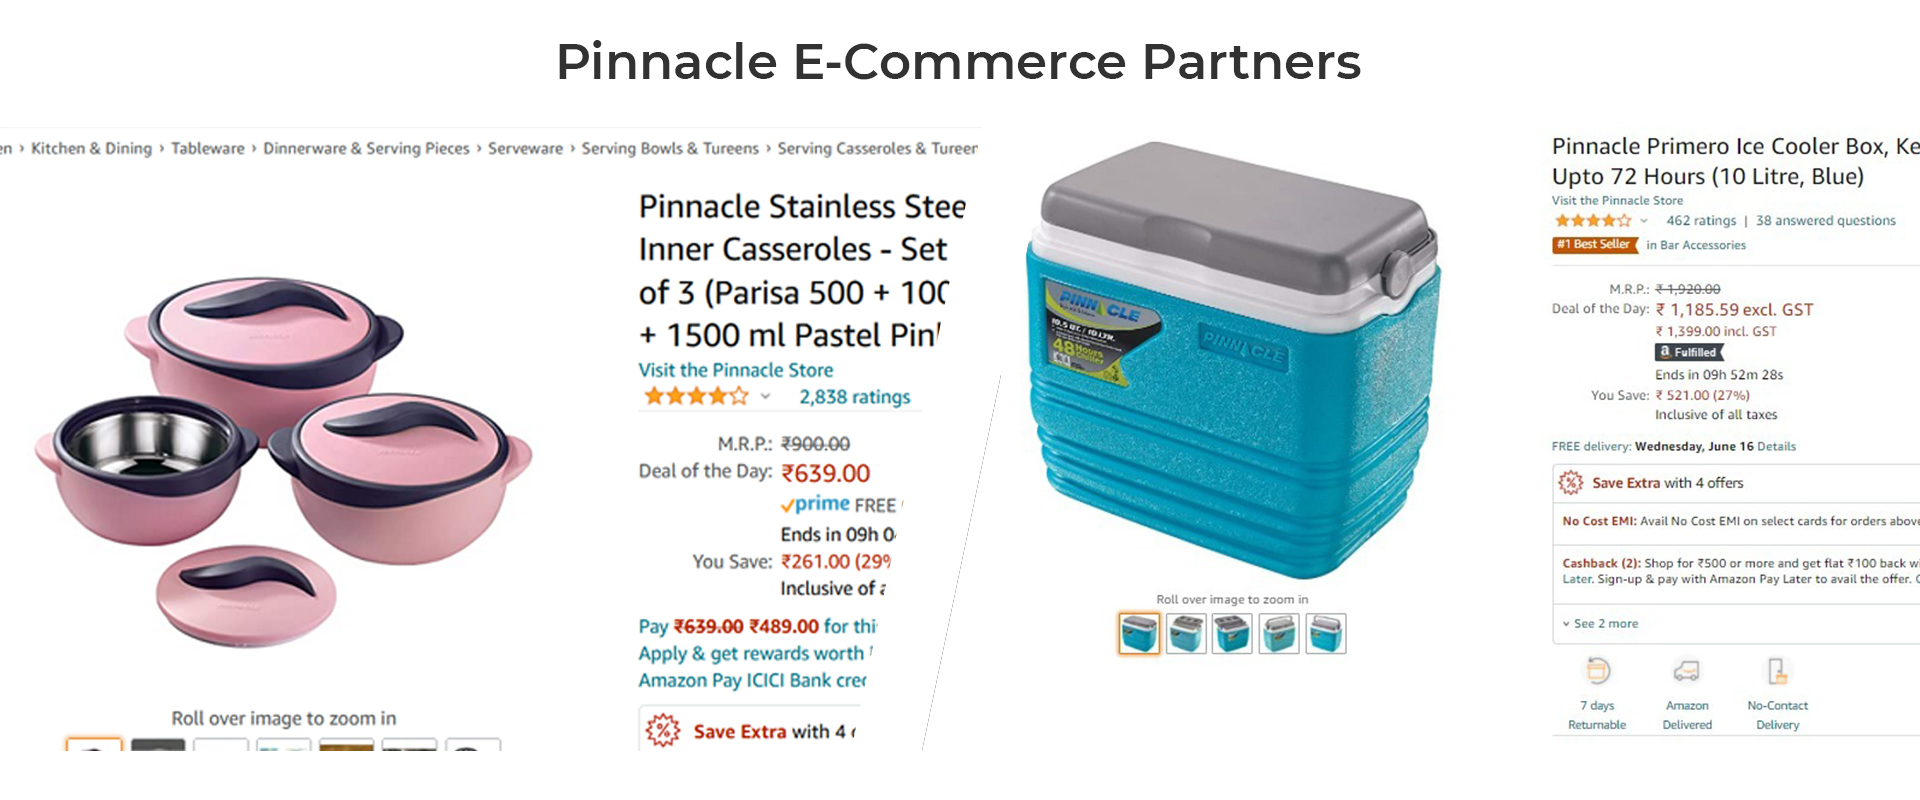 Pinnacle E-Commerce Partners
en › Kitchen & Dining › Tableware › Dinnerware & Serving Pieces › Serveware › Serving Bowls & Tureens › Serving Casseroles & Tureen
Pinnacle Stainless Stee
Inner Casseroles - Set
of 3 (Parisa 500 + 100
+ 1500 ml Pastel Pin
Visit the Pinnacle Store
2,838 ratings
M.R.P.: ₹900.00
Deal of the Day: ₹639.00
prime FREE
Ends in 09h 0
You Save: ₹261.00 (29%
Inclusive of a
Pay ₹639.00 ₹489.00 for thi
Apply & get rewards worth
Amazon Pay ICICI Bank cred
Save Extra with 4
Roll over image to zoom in
PINNACLE
10.5 QT. / 10 LTR.
48 Hours
Chiller
PINNACLE
Roll over image to zoom in
Pinnacle Primero Ice Cooler Box, Ke
Upto 72 Hours (10 Litre, Blue)
Visit the Pinnacle Store
462 ratings | 38 answered questions
#1 Best Seller in Bar Accessories
M.R.P.: ₹ 1,920.00
Deal of the Day: ₹ 1,185.59 excl. GST
₹ 1,399.00 incl. GST
a Fulfilled
Ends in 09h 52m 28s
You Save: ₹ 521.00 (27%)
Inclusive of all taxes
FREE delivery: Wednesday, June 16 Details
Save Extra with 4 offers
No Cost EMI: Avail No Cost EMI on select cards for orders above
Cashback (2): Shop for ₹500 or more and get flat ₹100 back wi
Later. Sign-up & pay with Amazon Pay Later to avail the offer.
See 2 more
7 days
Returnable
Amazon
Delivered
No-Contact
Delivery